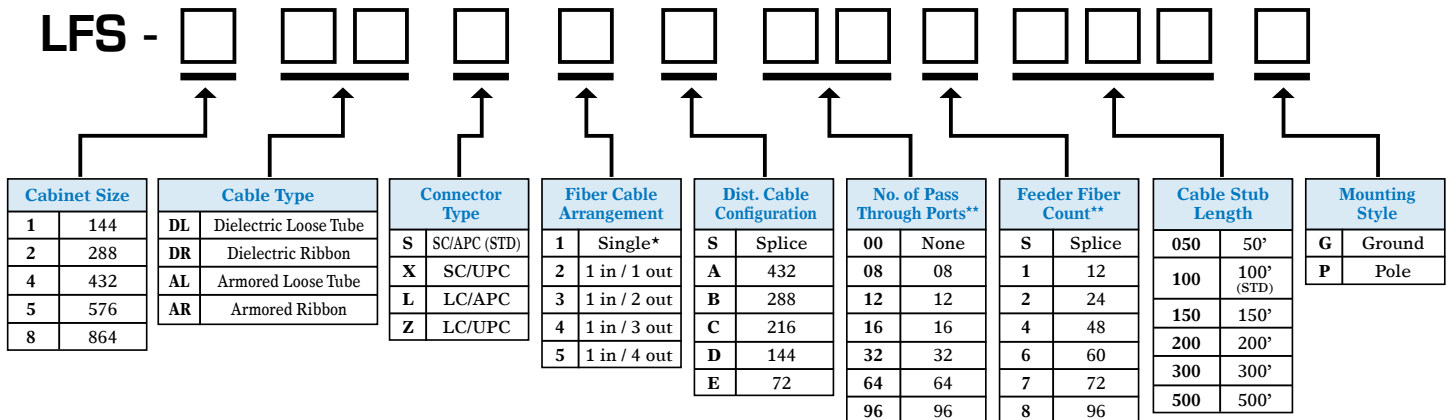 LFS -
Cabinet Size
1 144
2 288
4 432
5 576
8 864
Cable Type
DL Dielectric Loose Tube
DR Dielectric Ribbon
AL Armored Loose Tube
AR Armored Ribbon
Connector
Type
S SC/APC (STD)
X SC/UPC
L LC/APC
Z LC/UPC
Fiber Cable
Arrangement
1 Single*
2 1 in / 1 out
3 1 in / 2 out
4 1 in / 3 out
5 1 in / 4 out
Dist. Cable
Configuration
S Splice
A 432
B 288
C 216
D 144
E 72
No. of Pass
Through Ports**
00 None
08 08
12 12
16 16
32 32
64 64
96 96
Feeder Fiber
Count**
S Splice
1 12
2 24
4 48
6 60
7 72
8 96
Cable Stub
Length
050 50’
100 100’
(STD)
150 150’
200 200’
300 300’
500 500’
Mounting
Style
G Ground
P Pole